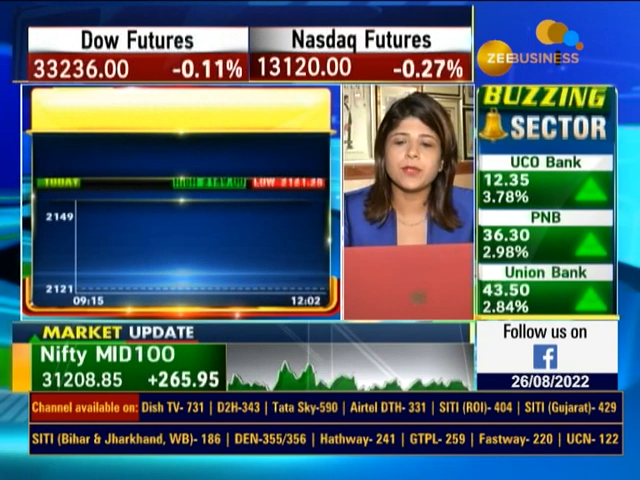 Dow Futures
33236.00 -0.11%
Nasdaq Futures
13120.00 -0.27%
ZEE BUSINESS
BUZZING
SECTOR
UCO Bank
12.35
3.78%
PNB
36.30
2.98%
Union Bank
43.50
2.84%
TODAY HIGH 2149.00 LOW 2121.25
2149
2121
09:15 12:02
MARKET UPDATE
Nifty MID100
31208.85 +265.95
Follow us on
26/08/2022
Channel available on: Dish TV- 731 | D2H-343 | Tata Sky-590 | Airtel DTH- 331 | SITI (ROI)- 404 | SITI (Gujarat)- 429
SITI (Bihar & Jharkhand, WB)- 186 | DEN-355/356 | Hathway- 241 | GTPL- 259 | Fastway- 220 | UCN- 122